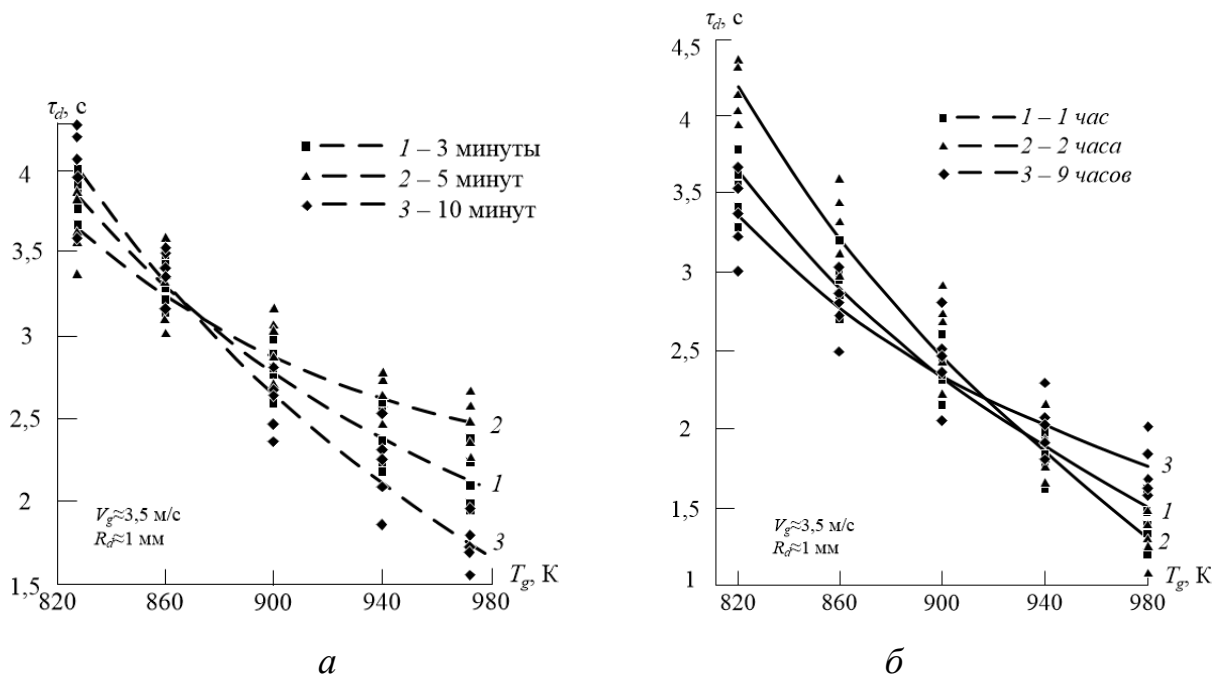 τd, с
4
3,5
3
2,5
2
1,5
820
860
900
940
980
Tg, К
1 – 3 минуты
2 – 5 минут
3 – 10 минут
2
1
3
Vg≈3,5 м/с
Rd≈1 мм
а
τd, с
4,5
4
3,5
3
2,5
2
1,5
1
820
860
900
940
980
Tg, К
1 – 1 час
2 – 2 часа
3 – 9 часов
3
1
2
Vg≈3,5 м/с
Rd≈1 мм
б